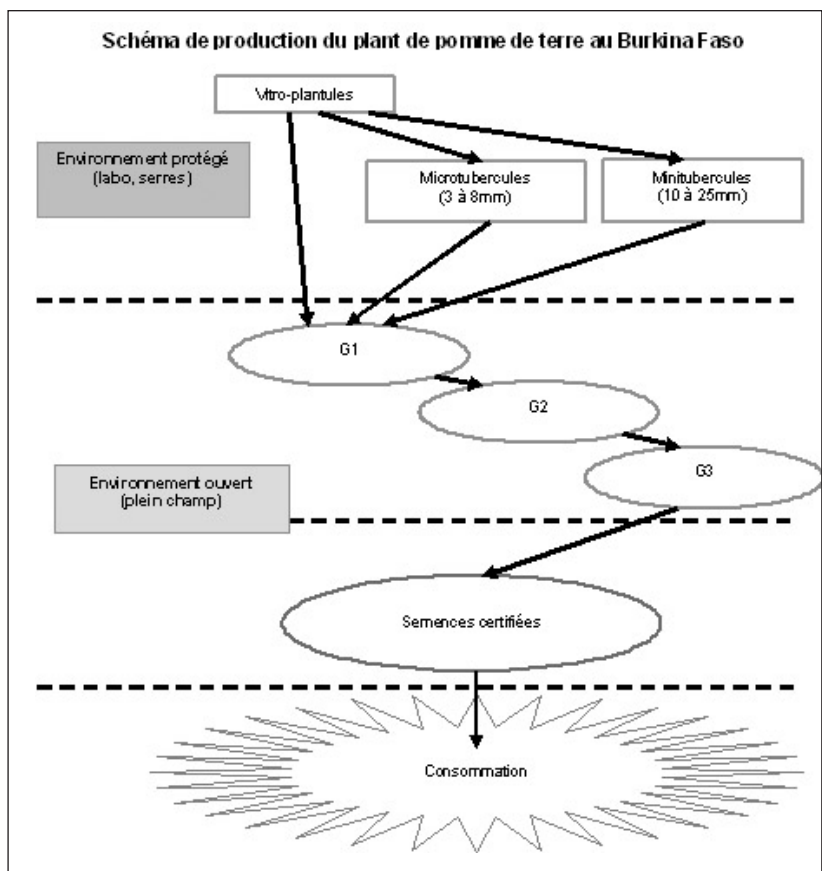 Schéma de production du plant de pomme de terre au Burkina Faso
Vitro-plantules
Environnement protégé
(labo, serres)
Microtubercules
(3 à 8mm)
Minitubercules
(10 à 25mm)
G1
G2
G3
Environnement ouvert
(plein champ)
Semences certifiées
Consommation